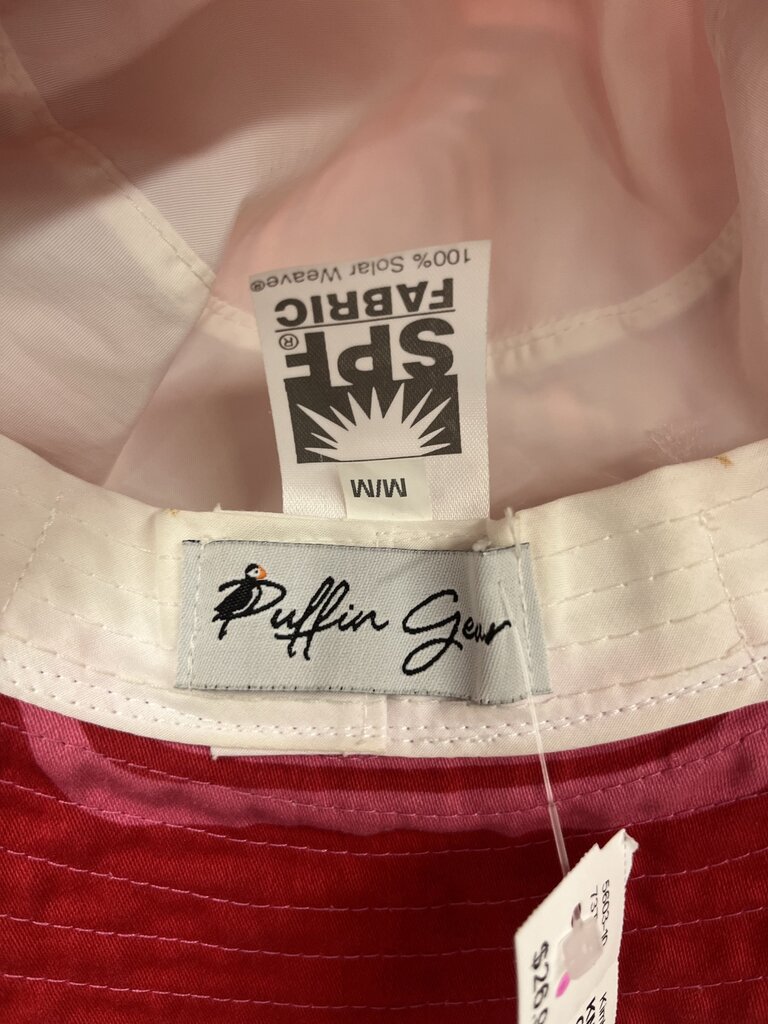 100% Solar Weave®
FABRIC
SPF®
M/M
Puffin Gear